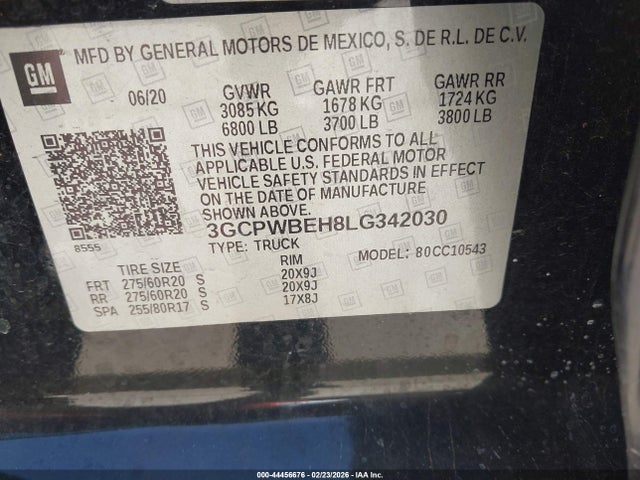 GM
MFD BY GENERAL MOTORS DE MEXICO, S. DE R.L. DE C.V.
06/20 GVWR GAWR FRT GAWR RR
3085 KG 1678 KG 1724 KG
6800 LB 3700 LB 3800 LB
THIS VEHICLE CONFORMS TO ALL
APPLICABLE U.S. FEDERAL MOTOR
VEHICLE SAFETY STANDARDS IN EFFECT
ON THE DATE OF MANUFACTURE
SHOWN ABOVE.
3GCPWBEH8LG342030
8555
TYPE: TRUCK MODEL: 80CC10543
TIRE SIZE RIM
FRT 275/60R20 S 20X9J
RR 275/60R20 S 20X9J
SPA 255/80R17 S 17X8J
000-44456676 - 02/23/2026 - IAA Inc.